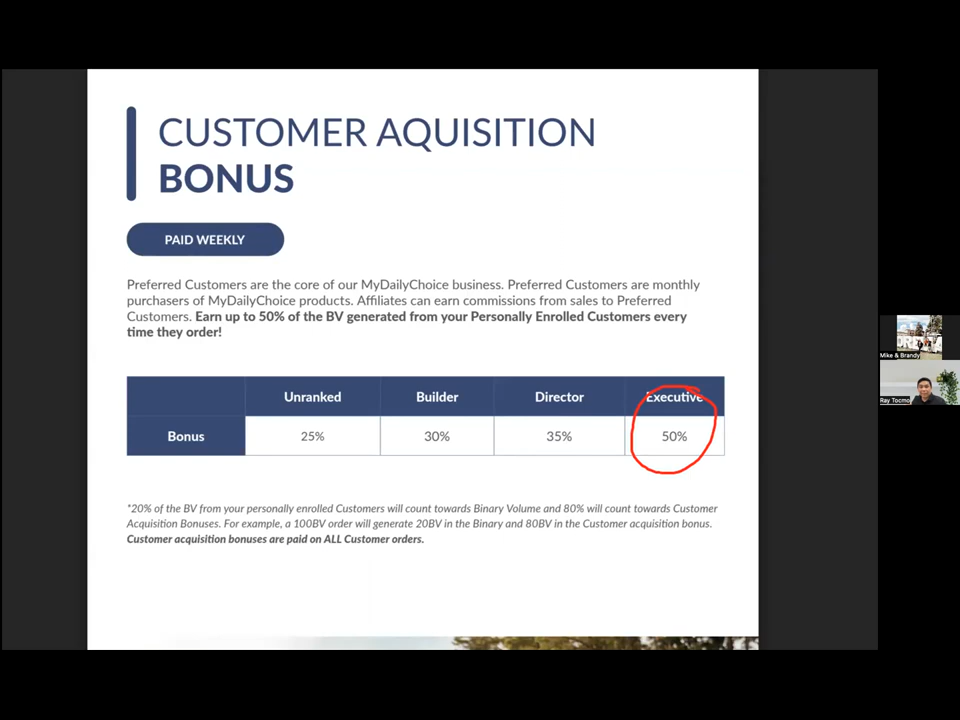 CUSTOMER AQUISITION
BONUS
PAID WEEKLY
Preferred Customers are the core of our MyDailyChoice business. Preferred Customers are monthly
purchasers of MyDailyChoice products. Affiliates can earn commissions from sales to Preferred
Customers. Earn up to 50% of the BV generated from your Personally Enrolled Customers every
time they order!
Unranked Builder Director Executive
Bonus 25% 30% 35% 50%
*20% of the BV from your personally enrolled Customers will count towards Binary Volume and 80% will count towards Customer
Acquisition Bonuses. For example, a 100BV order will generate 20BV in the Binary and 80BV in the Customer acquisition bonus.
Customer acquisition bonuses are paid on ALL Customer orders.
Mike & Brandy
Ray Tocmo